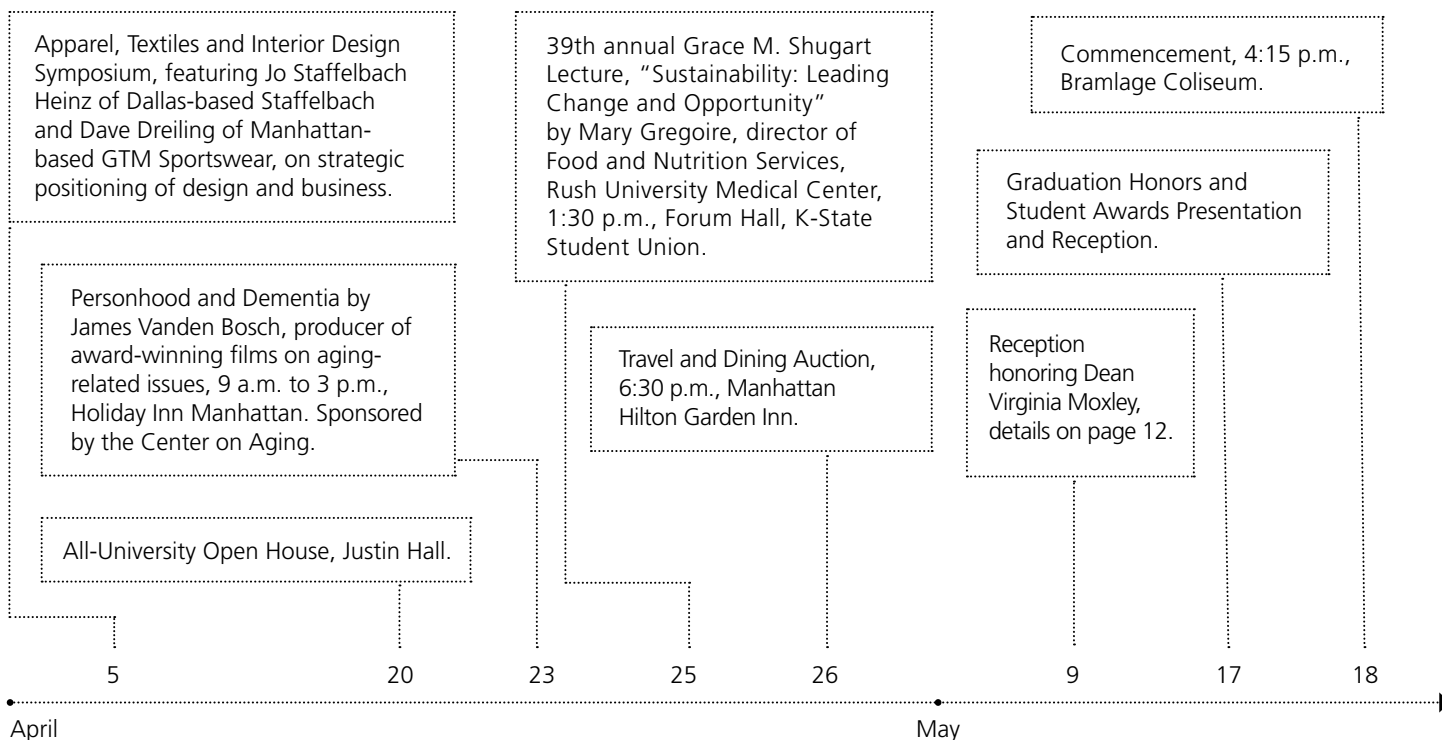 Apparel, Textiles and Interior Design
Symposium, featuring Jo Staffelbach
Heinz of Dallas-based Staffelbach
and Dave Dreiling of Manhattan-
based GTM Sportswear, on strategic
positioning of design and business.
Personhood and Dementia by
James Vanden Bosch, producer of
award-winning films on aging-
related issues, 9 a.m. to 3 p.m.,
Holiday Inn Manhattan. Sponsored
by the Center on Aging.
All-University Open House, Justin Hall.
39th annual Grace M. Shugart
Lecture, “Sustainability: Leading
Change and Opportunity”
by Mary Gregoire, director of
Food and Nutrition Services,
Rush University Medical Center,
1:30 p.m., Forum Hall, K-State
Student Union.
Travel and Dining Auction,
6:30 p.m., Manhattan
Hilton Garden Inn.
Commencement, 4:15 p.m.,
Bramlage Coliseum.
Graduation Honors and
Student Awards Presentation
and Reception.
Reception
honoring Dean
Virginia Moxley,
details on page 12.
5 20 23 25 26 9 17 18
April May